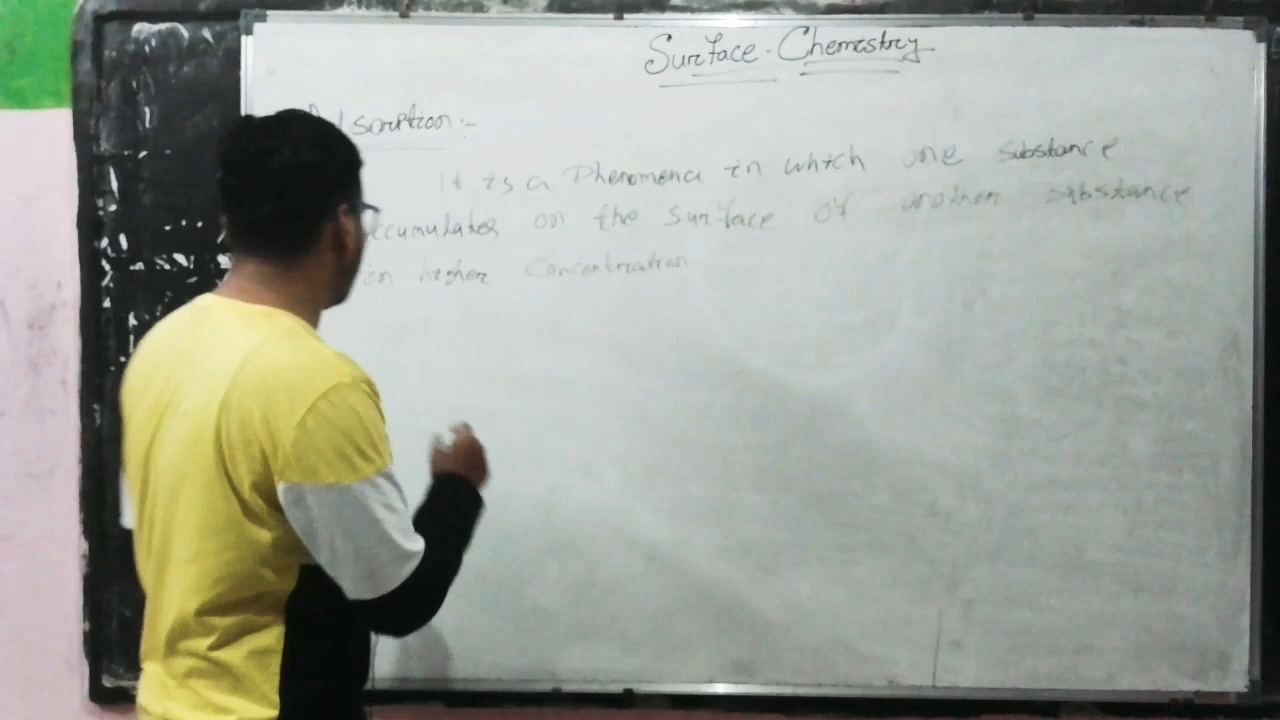 Surface - Chemistry
Adsorption :-
It is a Phenomena in which one substance
accumulates on the surface of another substance
in higher Concentration